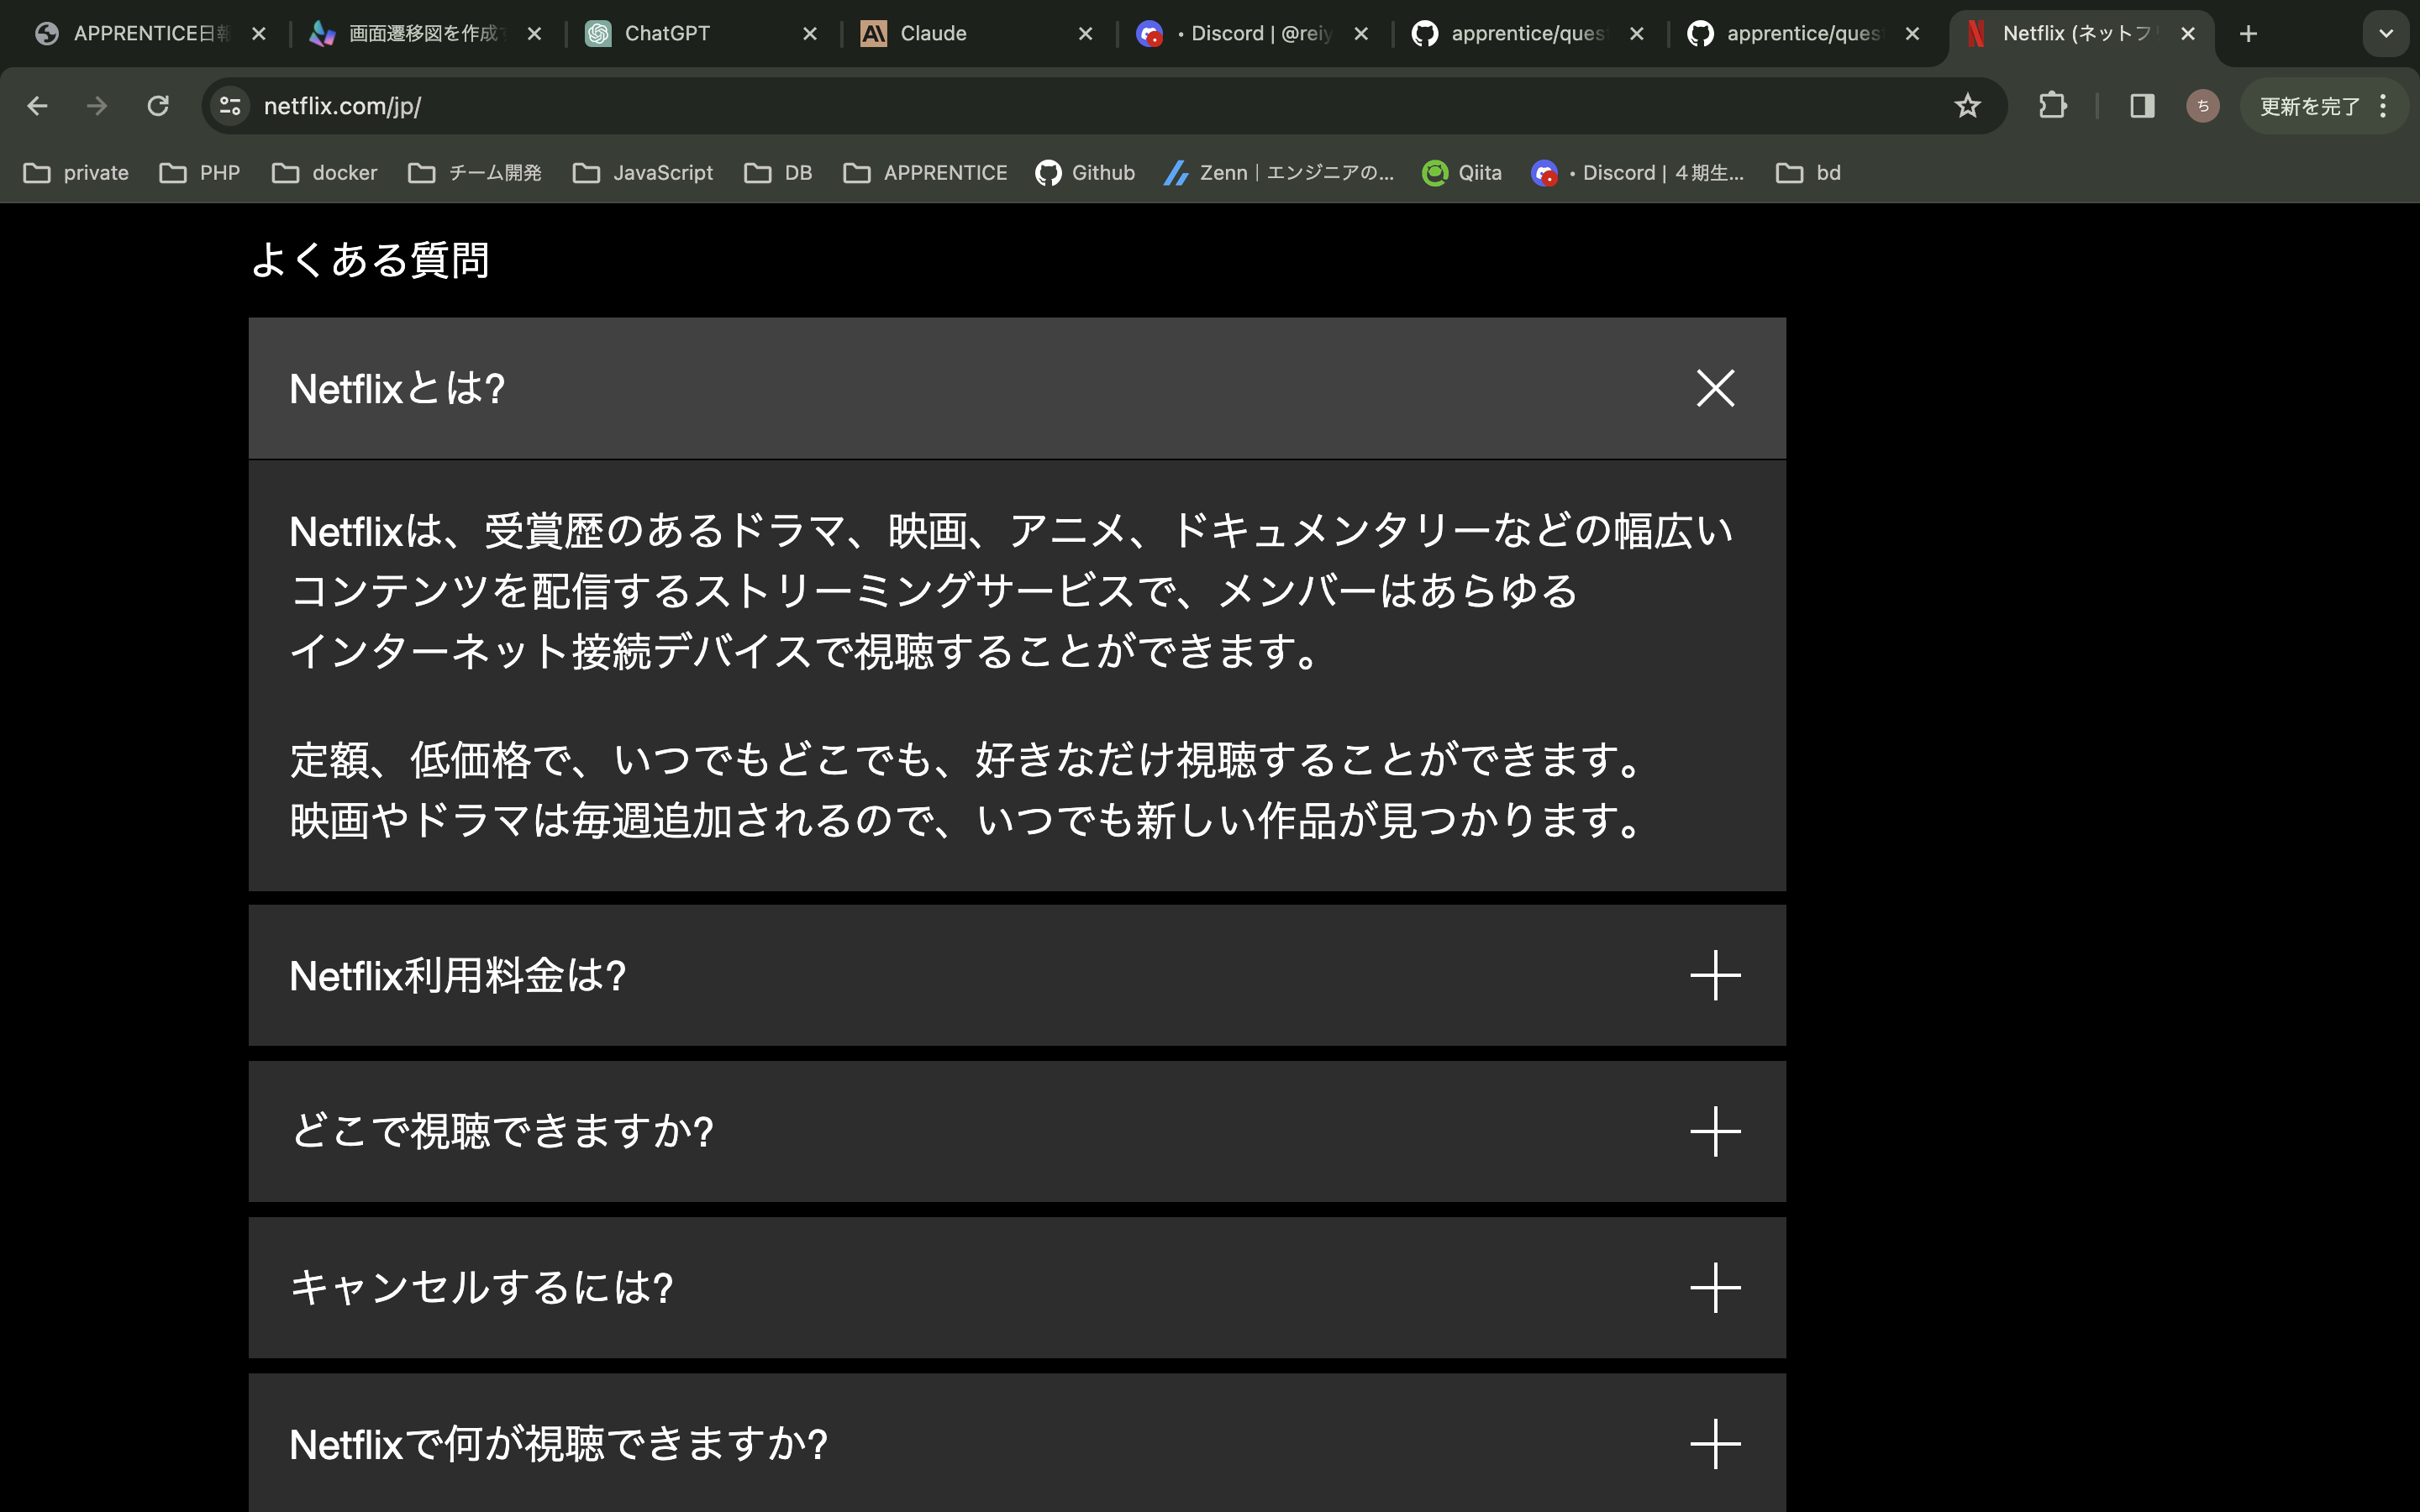 APPRENTICE日報
画面遷移図を作成
ChatGPT
Claude
• Discord | @reiy
apprentice/ques
apprentice/ques
Netflix (ネットフ
netflix.com/jp/
ち
更新を完了
private
PHP
docker
チーム開発
JavaScript
DB
APPRENTICE
Github
Zenn｜エンジニアの...
Qiita
• Discord | 4期生...
bd
よくある質問
Netflixとは?
Netflixは、受賞歴のあるドラマ、映画、アニメ、ドキュメンタリーなどの幅広い
コンテンツを配信するストリーミングサービスで、メンバーはあらゆる
インターネット接続デバイスで視聴することができます。
定額、低価格で、いつでもどこでも、好きなだけ視聴することができます。
映画やドラマは毎週追加されるので、いつでも新しい作品が見つかります。
Netflix利用料金は?
どこで視聴できますか?
キャンセルするには?
Netflixで何が視聴できますか?